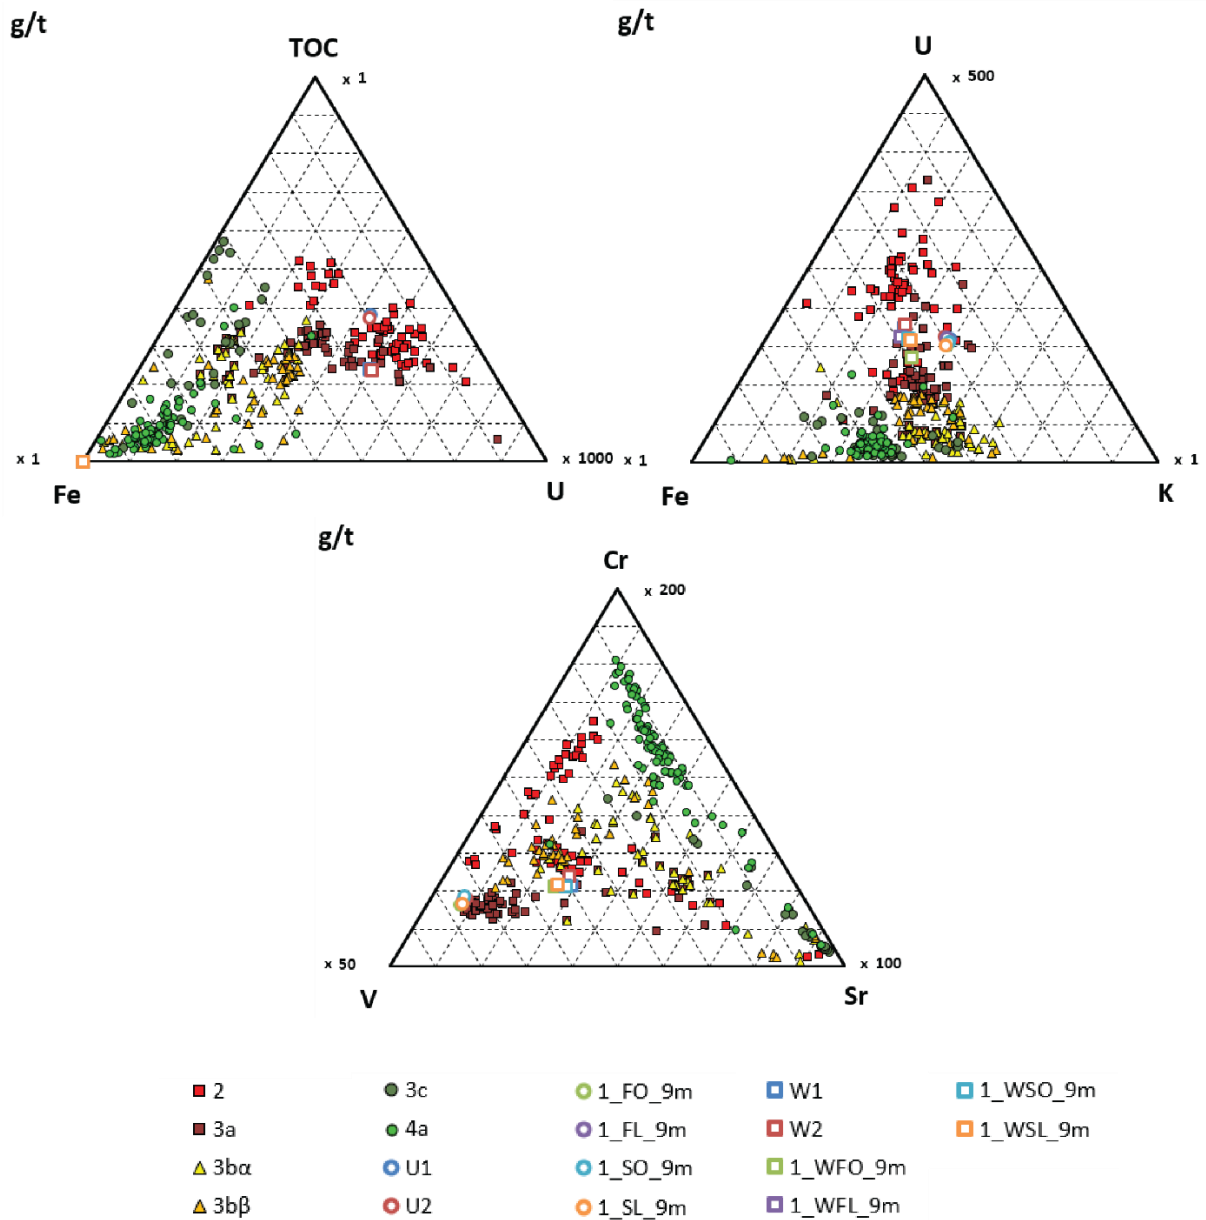 g/t
TOC
x 1
x 1
Fe
x 1000
U
g/t
U
x 500
x 1
Fe
x 1
K
g/t
Cr
x 200
x 50
V
x 100
Sr
2
3a
3bα
3bβ
3c
4a
U1
U2
1_FO_9m
1_FL_9m
1_SO_9m
1_SL_9m
W1
W2
1_WFO_9m
1_WFL_9m
1_WSO_9m
1_WSL_9m